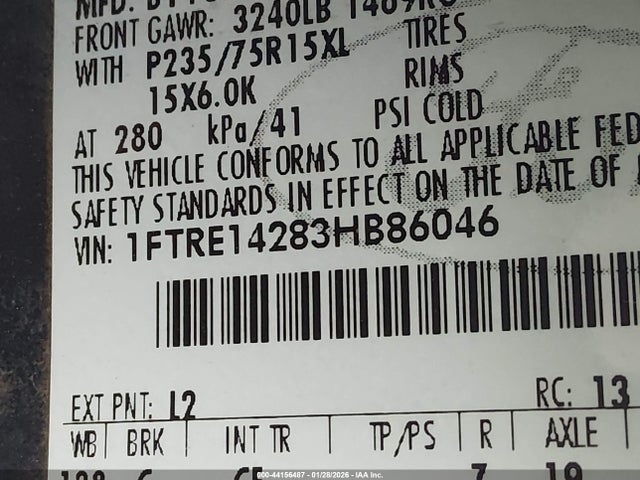 FRONT GAWR: 3240LB
WITH P235/75R15XL TIRES
15X6.0K RIMS
AT 280 kPa/41 PSI COLD
THIS VEHICLE CONFORMS TO ALL APPLICABLE FED
SAFETY STANDARDS IN EFFECT ON THE DATE OF
VIN: 1FTRE14283HB86046
EXT PNT: L2 RC: 13
WB BRK INT TR TP/PS R AXLE
000-44156487 - 01/28/2026 - IAA Inc.